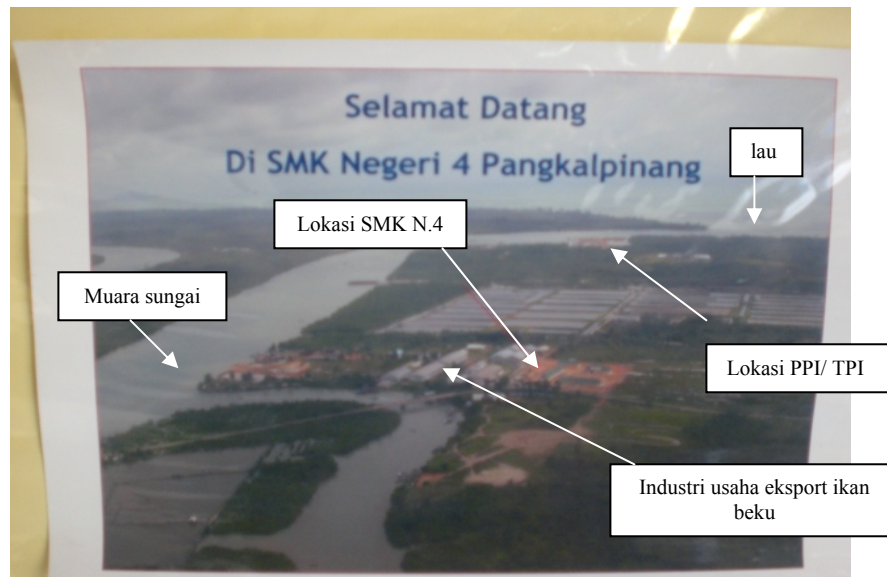 Selamat Datang
Di SMK Negeri 4 Pangkalpinang
lau
Lokasi SMK N.4
Muara sungai
Lokasi PPI/ TPI
Industri usaha eksport ikan
beku